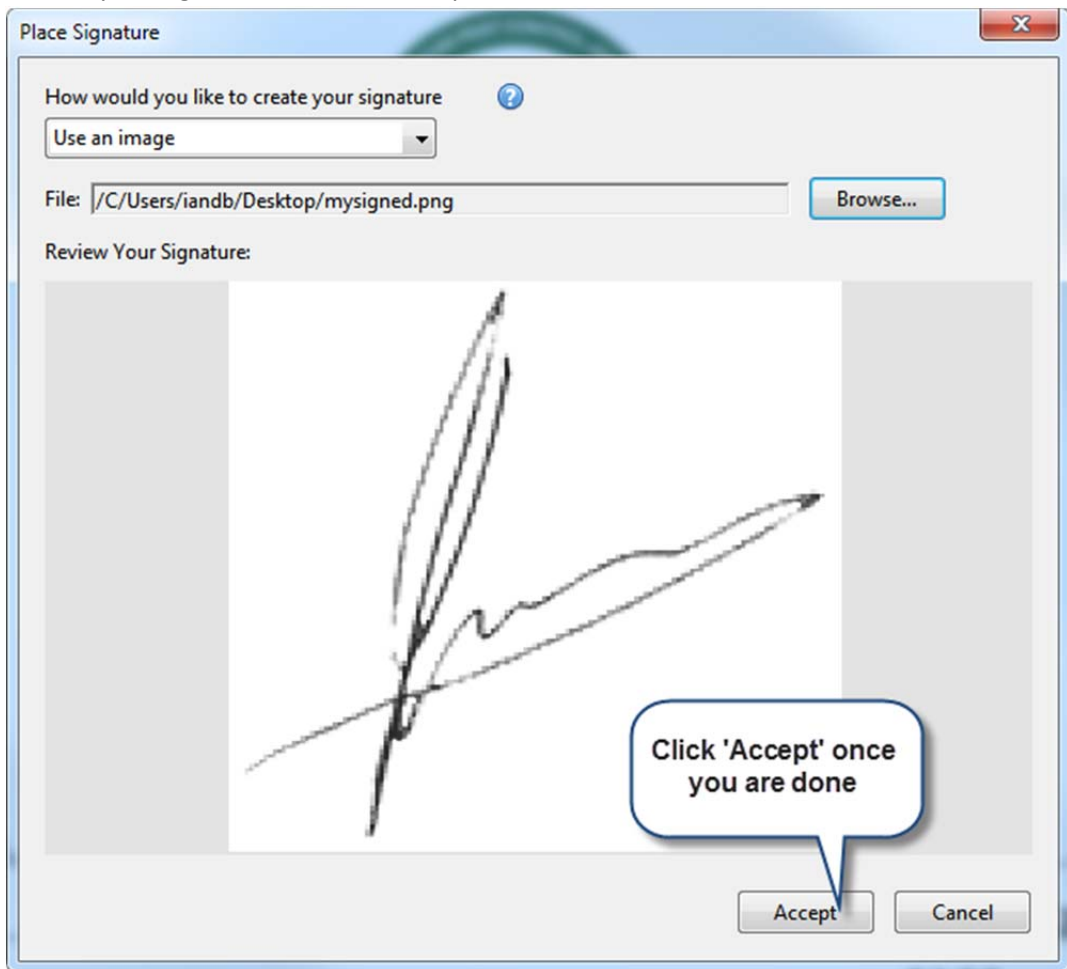 Place Signature
How would you like to create your signature
Use an image
File: /C/Users/iandb/Desktop/mysigned.png
Browse...
Review Your Signature:
Click 'Accept' once
you are done
Accept
Cancel